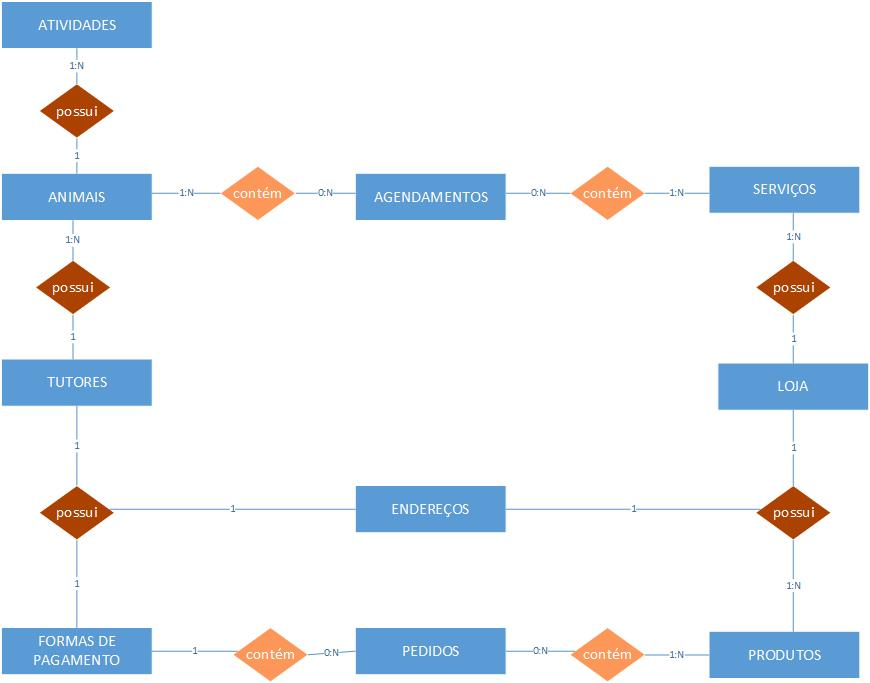 ATIVIDADES
1:N
possui
1
ANIMAIS
1:N
contém
0:N
AGENDAMENTOS
0:N
contém
1:N
SERVIÇOS
1:N
possui
1
1:N
possui
1
TUTORES
LOJA
1
1
possui
1
ENDEREÇOS
1
possui
1
1:N
FORMAS DE
PAGAMENTO
1
contém
0:N
PEDIDOS
0:N
contém
1:N
PRODUTOS